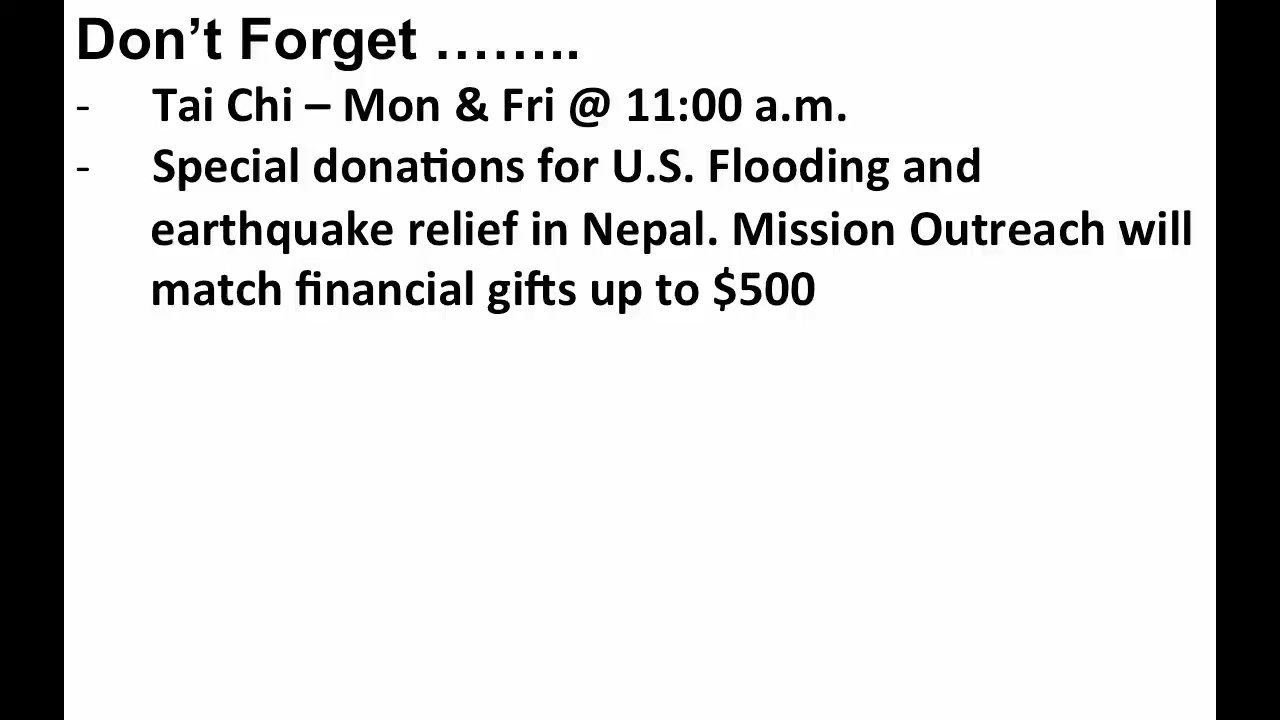 Don’t Forget ……..
- Tai Chi – Mon & Fri @ 11:00 a.m.
- Special donations for U.S. Flooding and
earthquake relief in Nepal. Mission Outreach will
match financial gifts up to $500